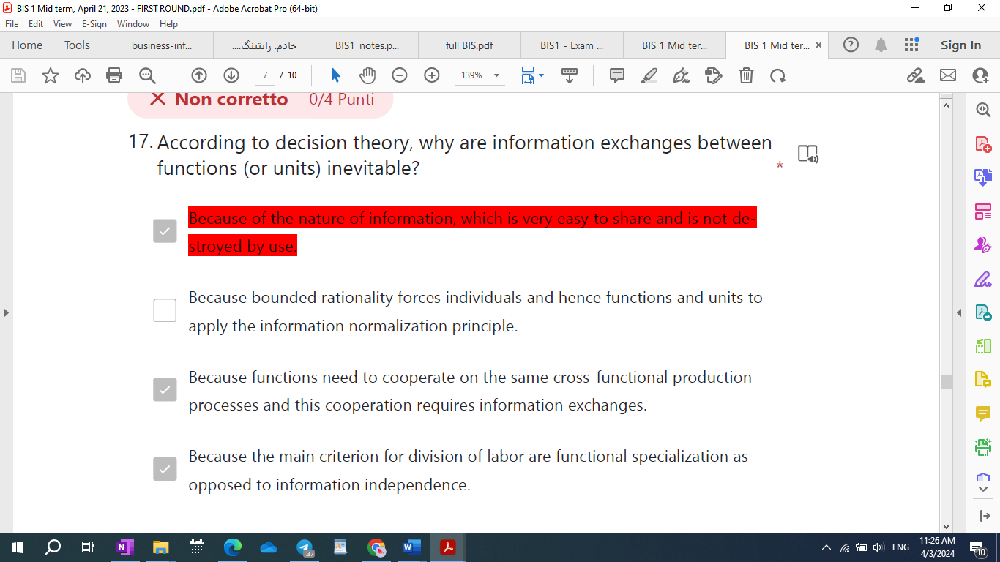 BIS 1 Mid term, April 21, 2023 - FIRST ROUND.pdf - Adobe Acrobat Pro (64-bit)
File Edit View E-Sign Window Help
Home Tools business-inf... خادم. رایتینگ.... BIS1_notes.p... full BIS.pdf BIS1 - Exam ... BIS 1 Mid ter... BIS 1 Mid ter... × Sign In
7 / 10 139%
Non corretto 0/4 Punti
17. According to decision theory, why are information exchanges between
functions (or units) inevitable? *
Because of the nature of information, which is very easy to share and is not de-
stroyed by use.
Because bounded rationality forces individuals and hence functions and units to
apply the information normalization principle.
Because functions need to cooperate on the same cross-functional production
processes and this cooperation requires information exchanges.
Because the main criterion for division of labor are functional specialization as
opposed to information independence.
.37 ENG 11:26 AM
4/3/2024 10